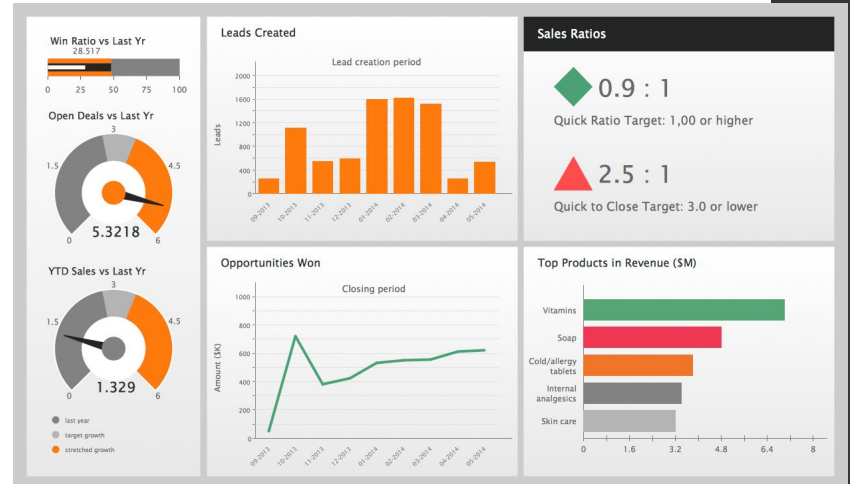 Win Ratio vs Last Yr
28.517
0 25 50 75 100
Open Deals vs Last Yr
3
1.5 4.5
5.3218
0 6
YTD Sales vs Last Yr
3
1.5 4.5
1.329
0 6
last year
target growth
stretched growth
Leads Created
Lead creation period
Leads
2000
1600
1200
800
400
0
09-2013 10-2013 11-2013 12-2013 01-2014 02-2014 03-2014 04-2014 05-2014
Sales Ratios
0.9 : 1
Quick Ratio Target: 1,00 or higher
2.5 : 1
Quick to Close Target: 3.0 or lower
Opportunities Won
Closing period
Amount ($K)
1000
800
600
400
200
0
09-2013 10-2013 11-2013 12-2013 01-2014 02-2014 03-2014 04-2014 05-2014
Top Products in Revenue ($M)
Vitamins
Soap
Cold/allergy
tablets
Internal
analgesics
Skin care
0 1.6 3.2 4.8 6.4 8